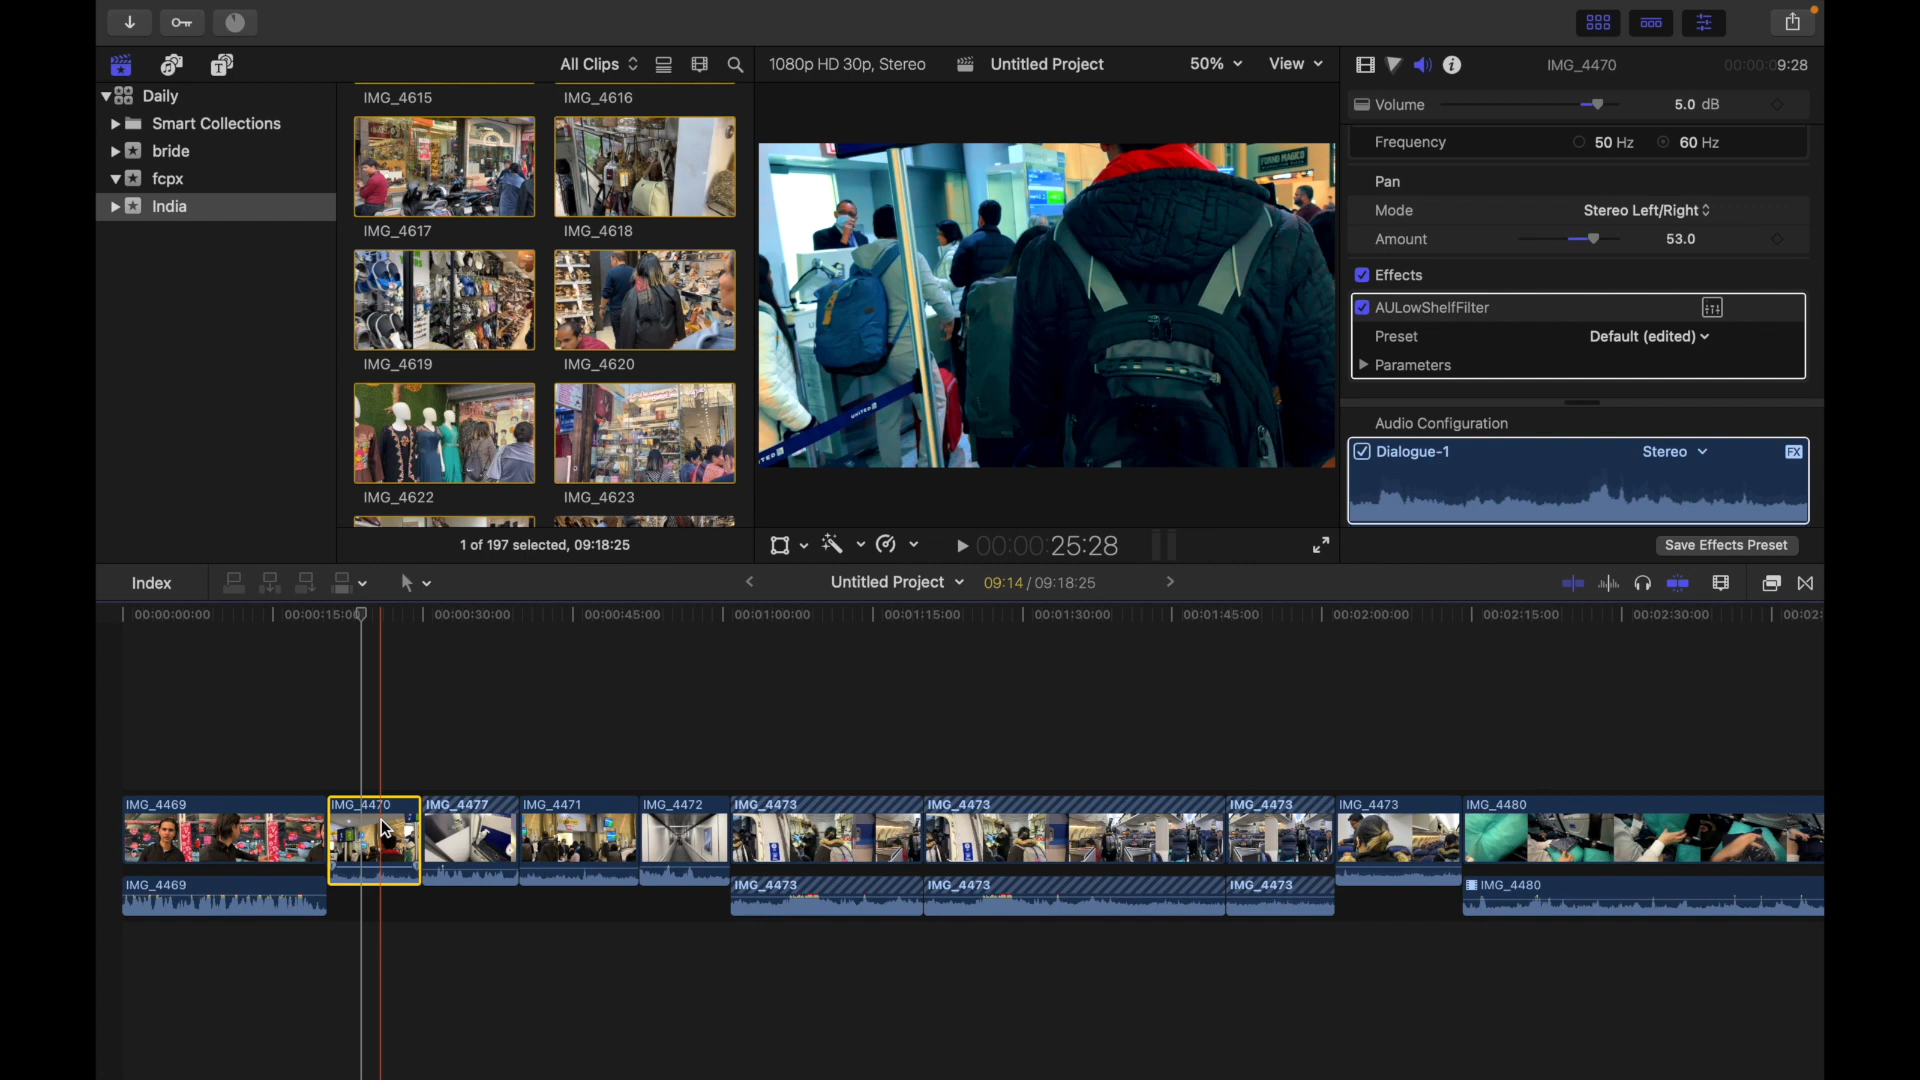 All Clips
1080p HD 30p, Stereo
Untitled Project
50%
View
IMG_4470
00:00:09:28
Daily
Smart Collections
bride
fcpx
India
IMG_4615
IMG_4616
IMG_4617
IMG_4618
IMG_4619
IMG_4620
IMG_4622
IMG_4623
1 of 197 selected, 09:18:25
FORNO MAGICO
UNITED
Volume
5.0 dB
Frequency
50 Hz
60 Hz
Pan
Mode
Stereo Left/Right
Amount
53.0
Effects
AULowShelfFilter
Preset
Default (edited)
Parameters
Audio Configuration
Dialogue-1
Stereo
FX
Save Effects Preset
00:00:25:28
Index
Untitled Project
09:14 / 09:18:25
00:00:00:00
00:00:15:00
00:00:30:00
00:00:45:00
00:01:00:00
00:01:15:00
00:01:30:00
00:01:45:00
00:02:00:00
00:02:15:00
00:02:30:00
00:02:
IMG_4469
IMG_4470
IMG_4477
IMG_4471
IMG_4472
IMG_4473
IMG_4473
IMG_4473
IMG_4473
IMG_4480
IMG_4469
IMG_4473
IMG_4473
IMG_4473
IMG_4480